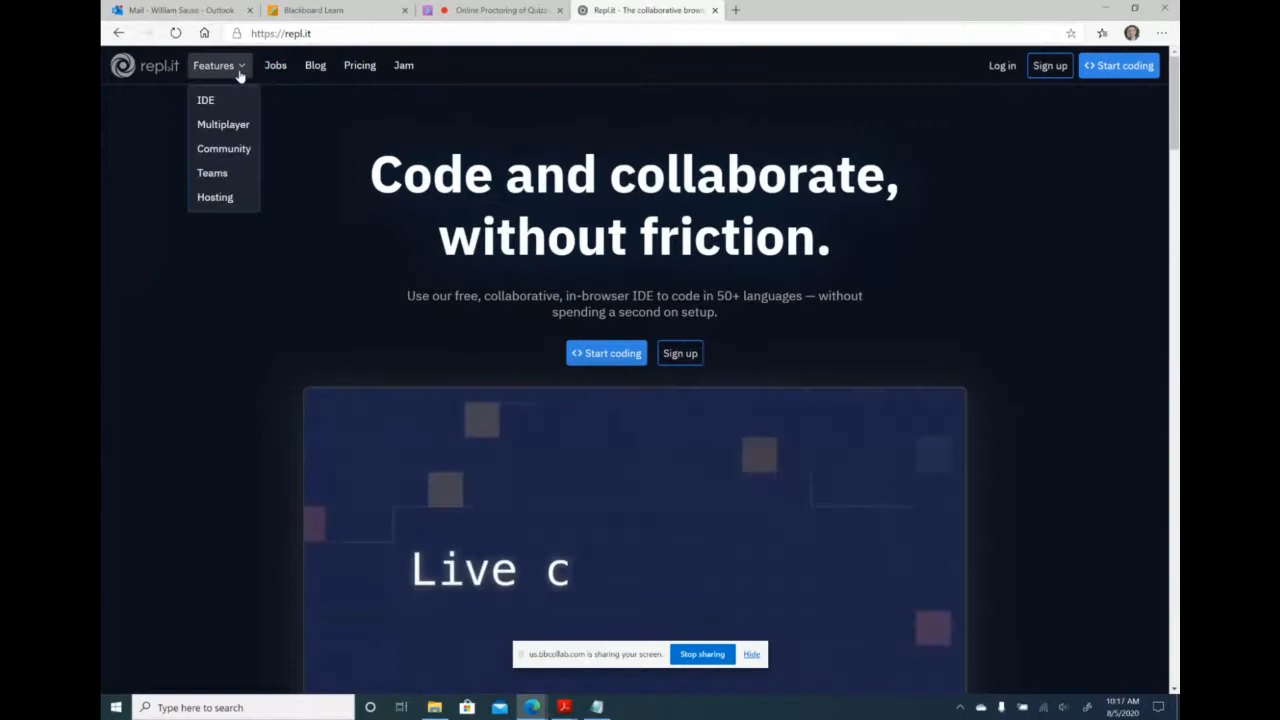 Mail - William Sause - Outlook
Blackboard Learn
Online Proctoring of Quizz
Repl.it - The collaborative brow
https://repl.it
repl.it
Features
Jobs
Blog
Pricing
Jam
Log in
Sign up
<> Start coding
IDE
Multiplayer
Community
Teams
Hosting
Code and collaborate,
without friction.
Use our free, collaborative, in-browser IDE to code in 50+ languages — without
spending a second on setup.
<> Start coding
Sign up
Live c
us.bbcollab.com is sharing your screen.
Stop sharing
Hide
Type here to search
10:17 AM
8/5/2020